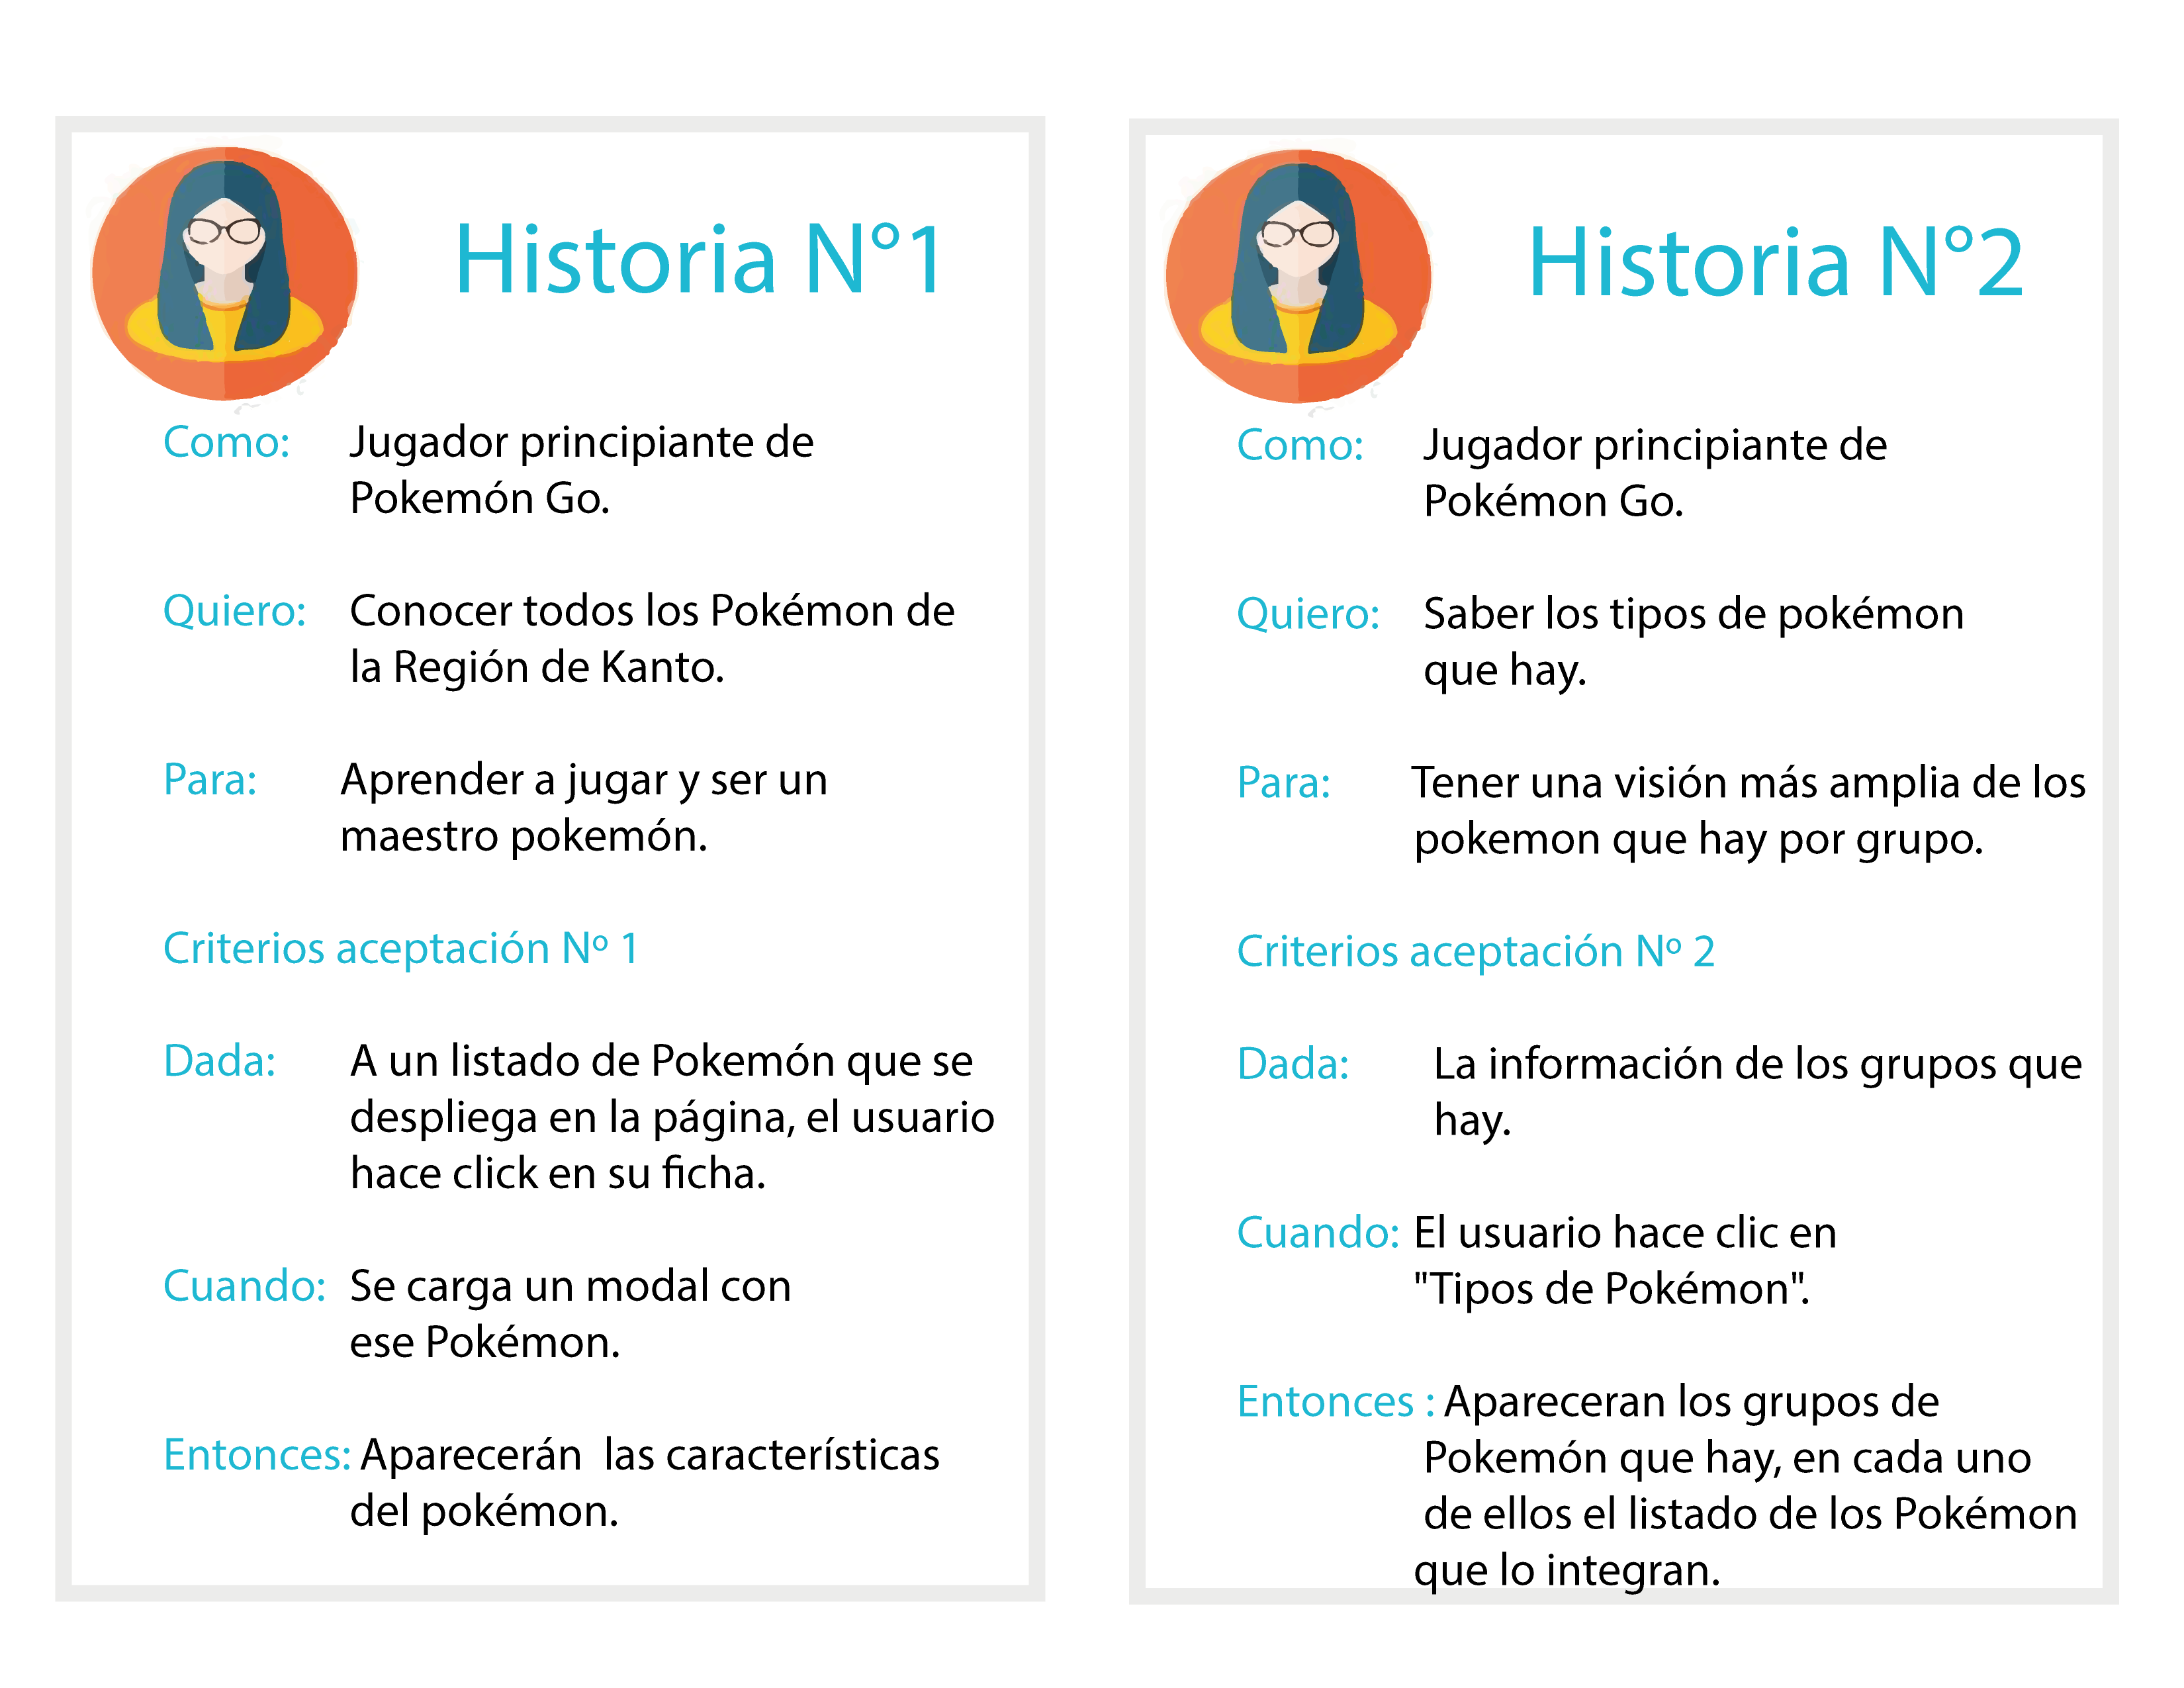 Historia N°1
Como: Jugador principiante de
Pokemón Go.
Quiero: Conocer todos los Pokémon de
la Región de Kanto.
Para: Aprender a jugar y ser un
maestro pokemón.
Criterios aceptación Nº 1
Dada: A un listado de Pokemón que se
despliega en la página, el usuario
hace click en su ficha.
Cuando: Se carga un modal con
ese Pokémon.
Entonces: Aparecerán las características
del pokémon.
Historia N°2
Como: Jugador principiante de
Pokémon Go.
Quiero: Saber los tipos de pokémon
que hay.
Para: Tener una visión más amplia de los
pokemon que hay por grupo.
Criterios aceptación Nº 2
Dada: La información de los grupos que
hay.
Cuando: El usuario hace clic en
"Tipos de Pokémon".
Entonces : Apareceran los grupos de
Pokemón que hay, en cada uno
de ellos el listado de los Pokémon
que lo integran.